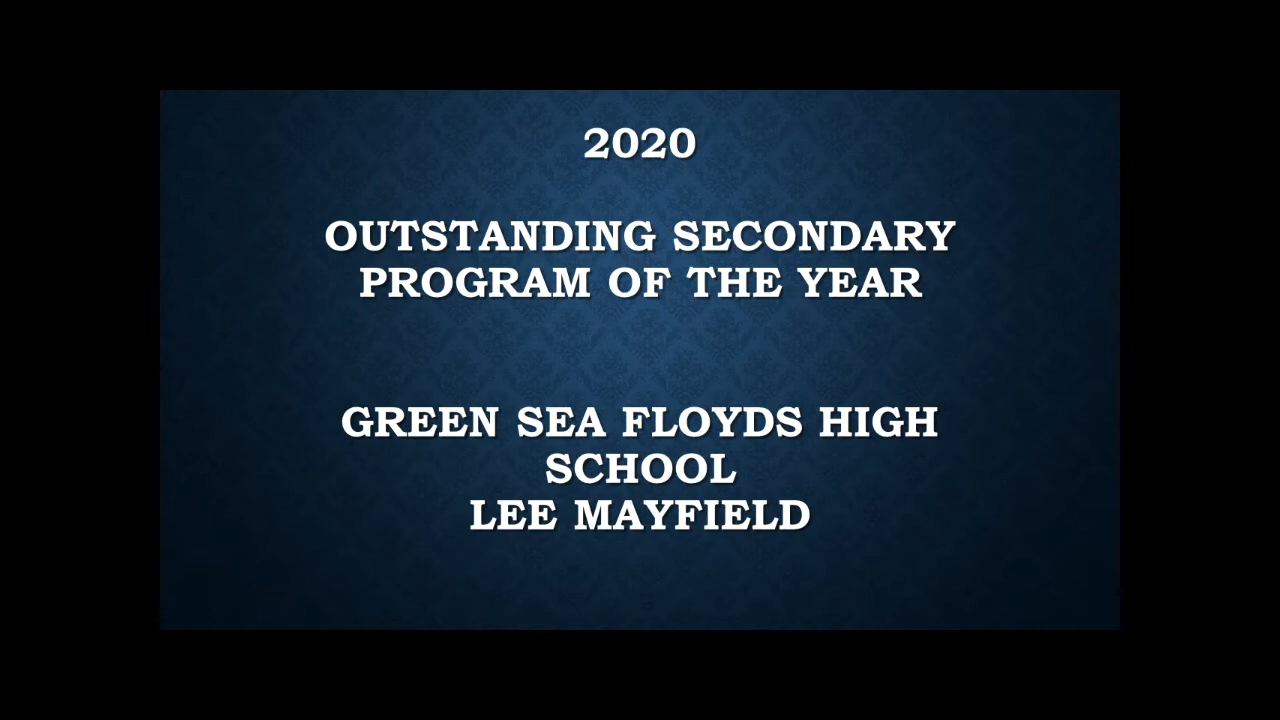 2020
OUTSTANDING SECONDARY
PROGRAM OF THE YEAR
GREEN SEA FLOYDS HIGH
SCHOOL
LEE MAYFIELD